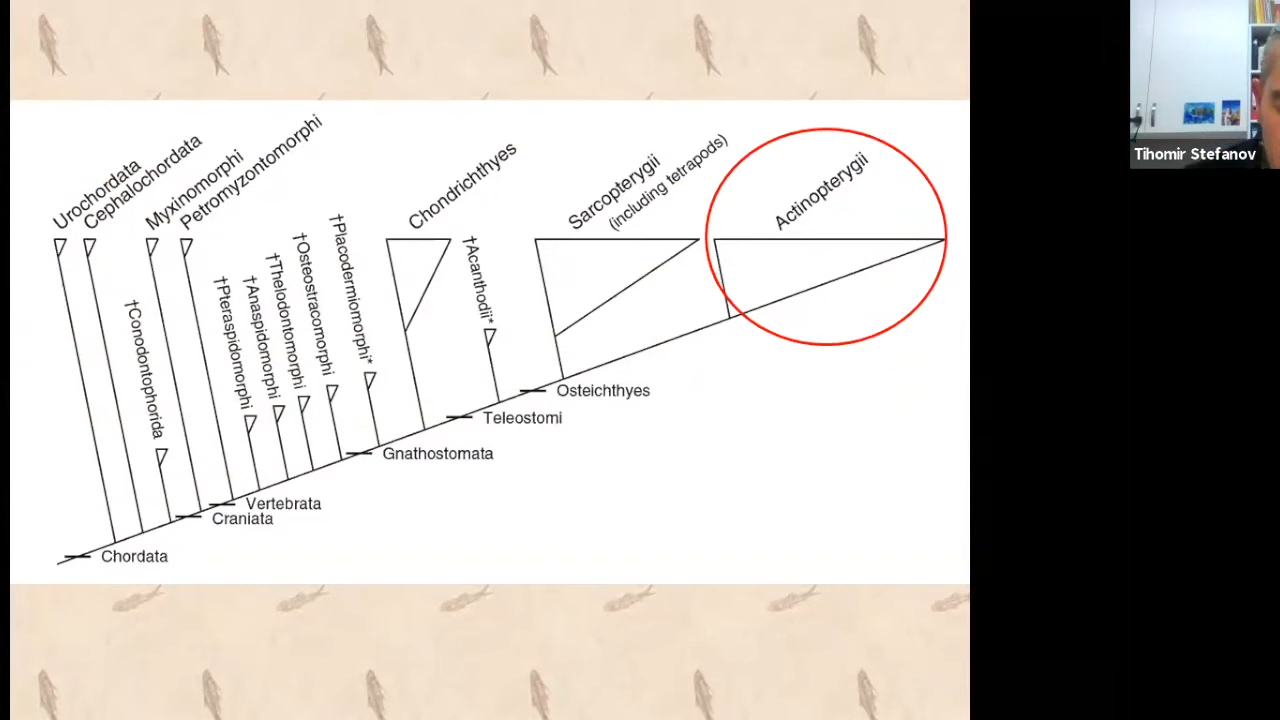 Urochordata
Cephalochordata
Myxinomorphi
Petromyzontomorphi
†Conodontophorida
†Pteraspidomorphi
†Anaspidomorphi
†Thelodontomorphi
†Osteostracomorphi
†Placodermiomorphi*
Chondrichthyes
†Acanthodii*
Sarcopterygii
(including tetrapods)
Actinopterygii
Osteichthyes
Teleostomi
Gnathostomata
Vertebrata
Craniata
Chordata
Tihomir Stefanov